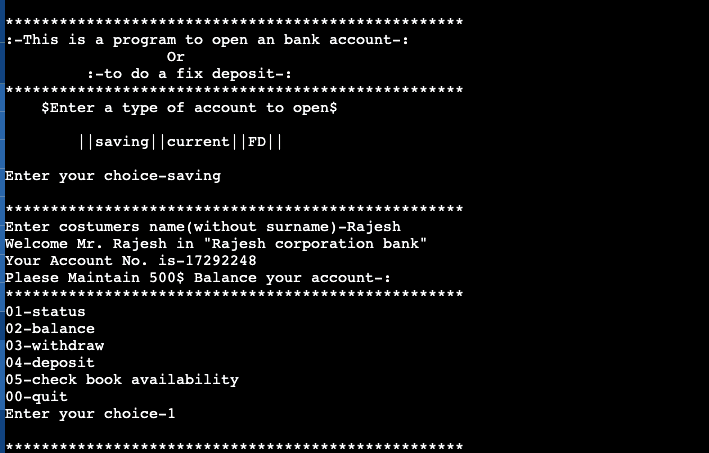 ***************************************************
:-This is a program to open an bank account-:
Or
:-to do a fix deposit-:
***************************************************
$Enter a type of account to open$
||saving||current||FD||
Enter your choice-saving
***************************************************
Enter costumers name(without surname)-Rajesh
Welcome Mr. Rajesh in "Rajesh corporation bank"
Your Account No. is-17292248
Plaese Maintain 500$ Balance your account-:
***************************************************
01-status
02-balance
03-withdraw
04-deposit
05-check book availability
00-quit
Enter your choice-1
***************************************************